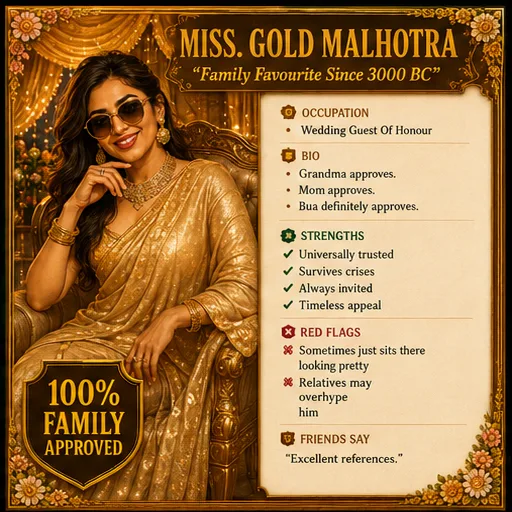 MISS. GOLD MALHOTRA
“Family Favourite Since 3000 BC”
OCCUPATION
• Wedding Guest Of Honour
BIO
• Grandma approves.
• Mom approves.
• Bua definitely approves.
STRENGTHS
✔ Universally trusted
✔ Survives crises
✔ Always invited
✔ Timeless appeal
RED FLAGS
✖ Sometimes just sits there
looking pretty
✖ Relatives may
overhype
him
FRIENDS SAY
“Excellent references.”
100%
FAMILY
APPROVED